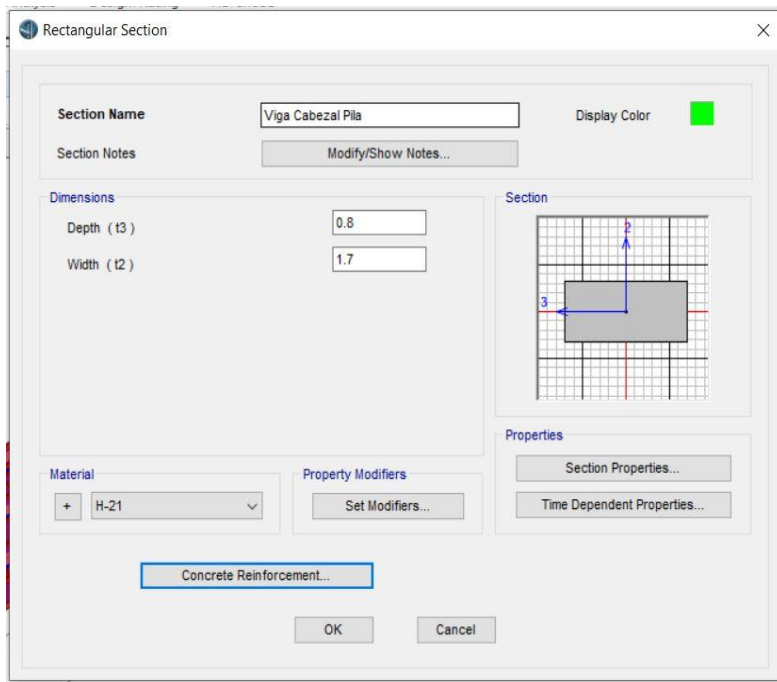 Rectangular Section
Section Name
Viga Cabezal Pila
Display Color
Section Notes
Modify/Show Notes...
Dimensions
Depth ( t3 )
0.8
Width ( t2 )
1.7
Section
2
3
Properties
Section Properties...
Time Dependent Properties...
Material
+
H-21
Property Modifiers
Set Modifiers...
Concrete Reinforcement...
OK
Cancel